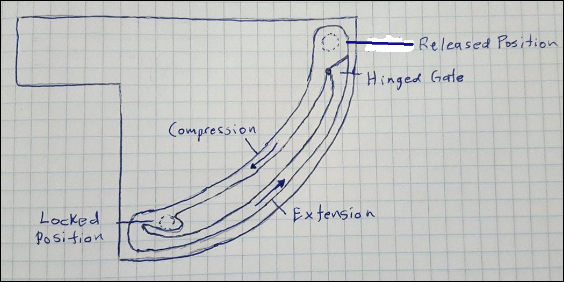 Released Position
Hinged Gate
Compression
Locked
Position
Extension